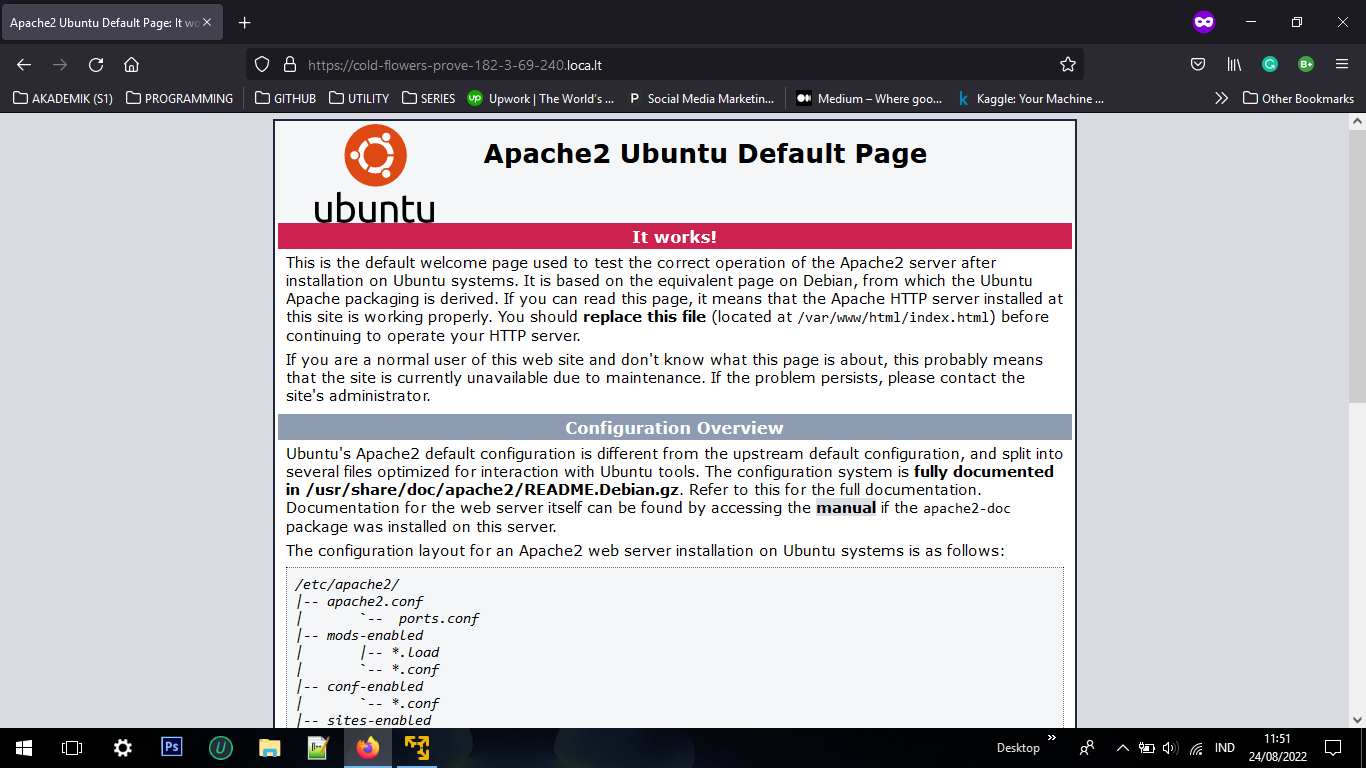 Apache2 Ubuntu Default Page: It wo
https://cold-flowers-prove-182-3-69-240.loca.lt
AKADEMIK (S1) PROGRAMMING GITHUB UTILITY SERIES Upwork | The World's ... Social Media Marketin... Medium – Where goo... Kaggle: Your Machine ... Other Bookmarks
ubuntu
Apache2 Ubuntu Default Page
It works!
This is the default welcome page used to test the correct operation of the Apache2 server after
installation on Ubuntu systems. It is based on the equivalent page on Debian, from which the Ubuntu
Apache packaging is derived. If you can read this page, it means that the Apache HTTP server installed at
this site is working properly. You should replace this file (located at /var/www/html/index.html) before
continuing to operate your HTTP server.
If you are a normal user of this web site and don't know what this page is about, this probably means
that the site is currently unavailable due to maintenance. If the problem persists, please contact the
site's administrator.
Configuration Overview
Ubuntu's Apache2 default configuration is different from the upstream default configuration, and split into
several files optimized for interaction with Ubuntu tools. The configuration system is fully documented
in /usr/share/doc/apache2/README.Debian.gz. Refer to this for the full documentation.
Documentation for the web server itself can be found by accessing the manual if the apache2-doc
package was installed on this server.
The configuration layout for an Apache2 web server installation on Ubuntu systems is as follows:
/etc/apache2/
|-- apache2.conf
|       `--  ports.conf
|-- mods-enabled
|       |-- *.load
|       `-- *.conf
|-- conf-enabled
|       `-- *.conf
|-- sites-enabled
Ps
Desktop
IND
11:51
24/08/2022